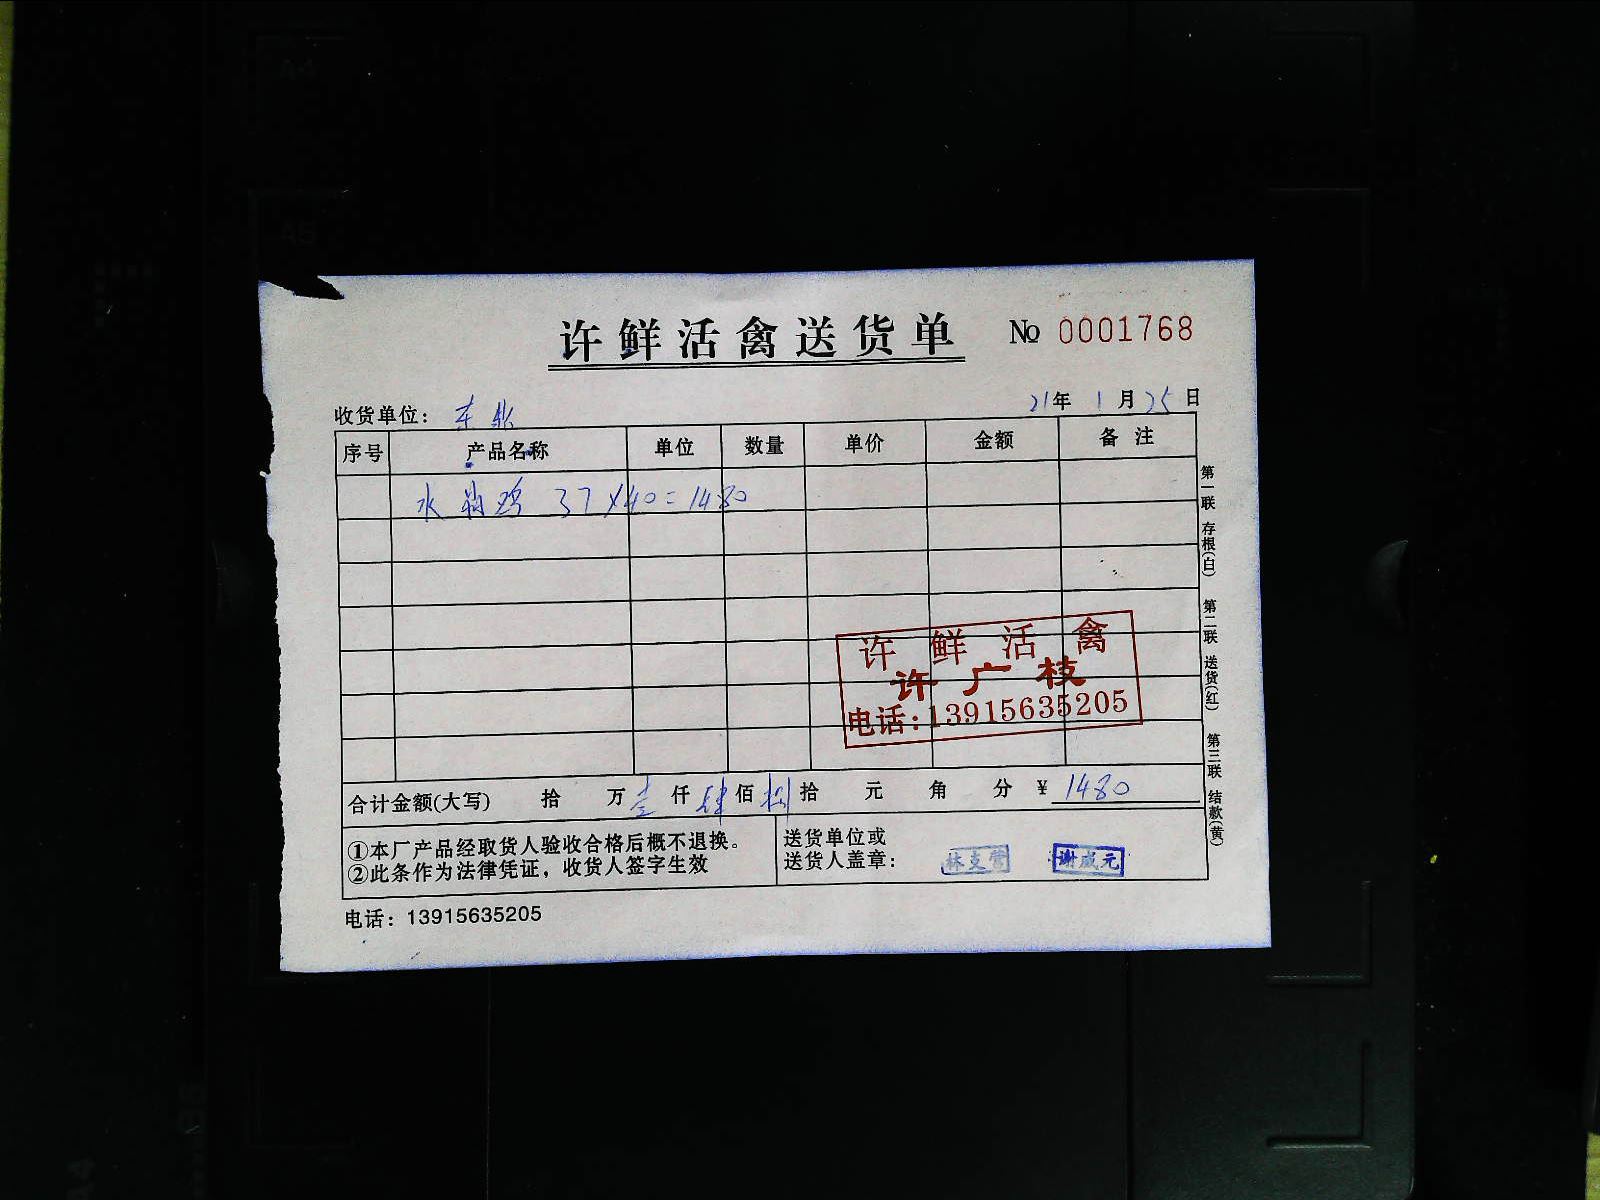 许鲜活禽送货单 № 0001768
收货单位： 东 21年 1月25日
序号 产品名称 单位 数量 单价 金额 备注
水 鸡 37×40=1480
许鲜活禽
许广枝
电话:13915635205
合计金额(大写) 拾 万壹仟肆佰捌拾 元 角 分 ¥1480
①本厂产品经取货人验收合格后概不退换。
②此条作为法律凭证，收货人签字生效
送货单位或
送货人盖章： 林支营 谢成元
电话：13915635205
第一联 存根(白) 第二联 送货(红) 第三联 结款(黄)
A4
A5